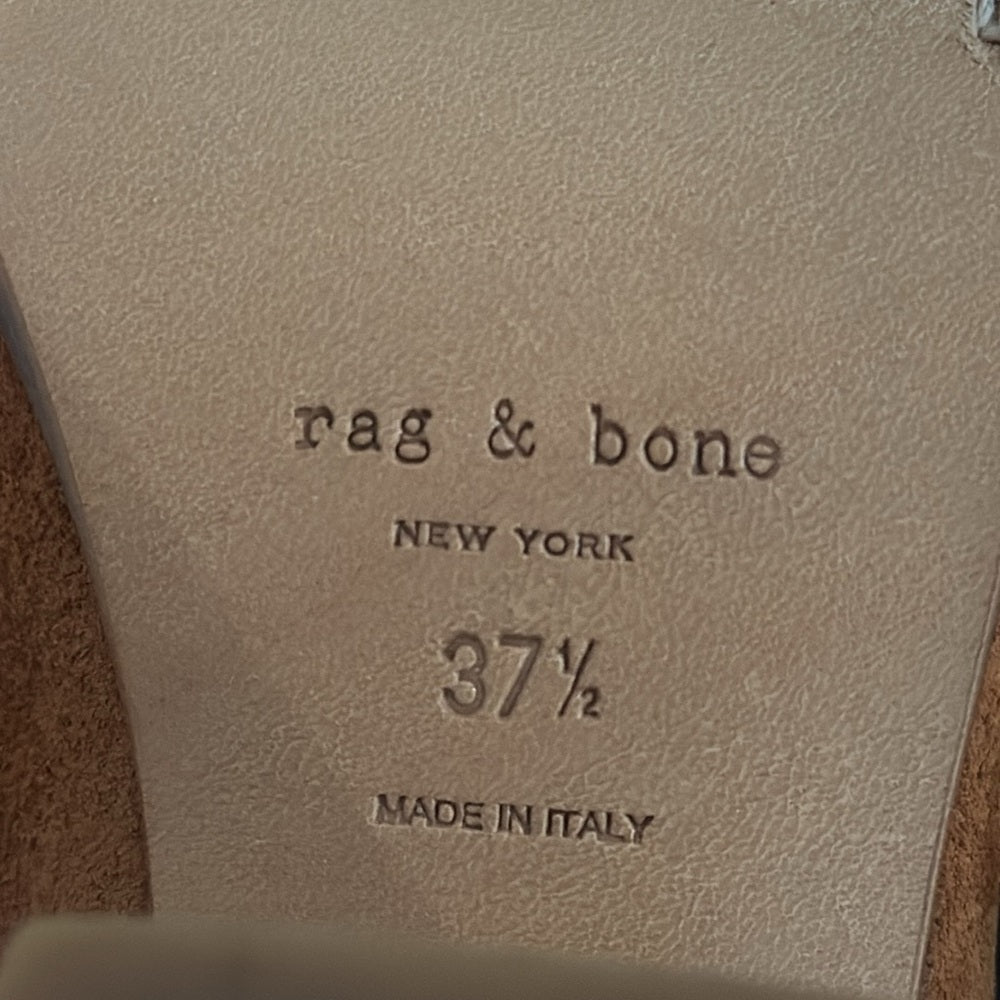 rag & bone
NEW YORK
37½
MADE IN ITALY